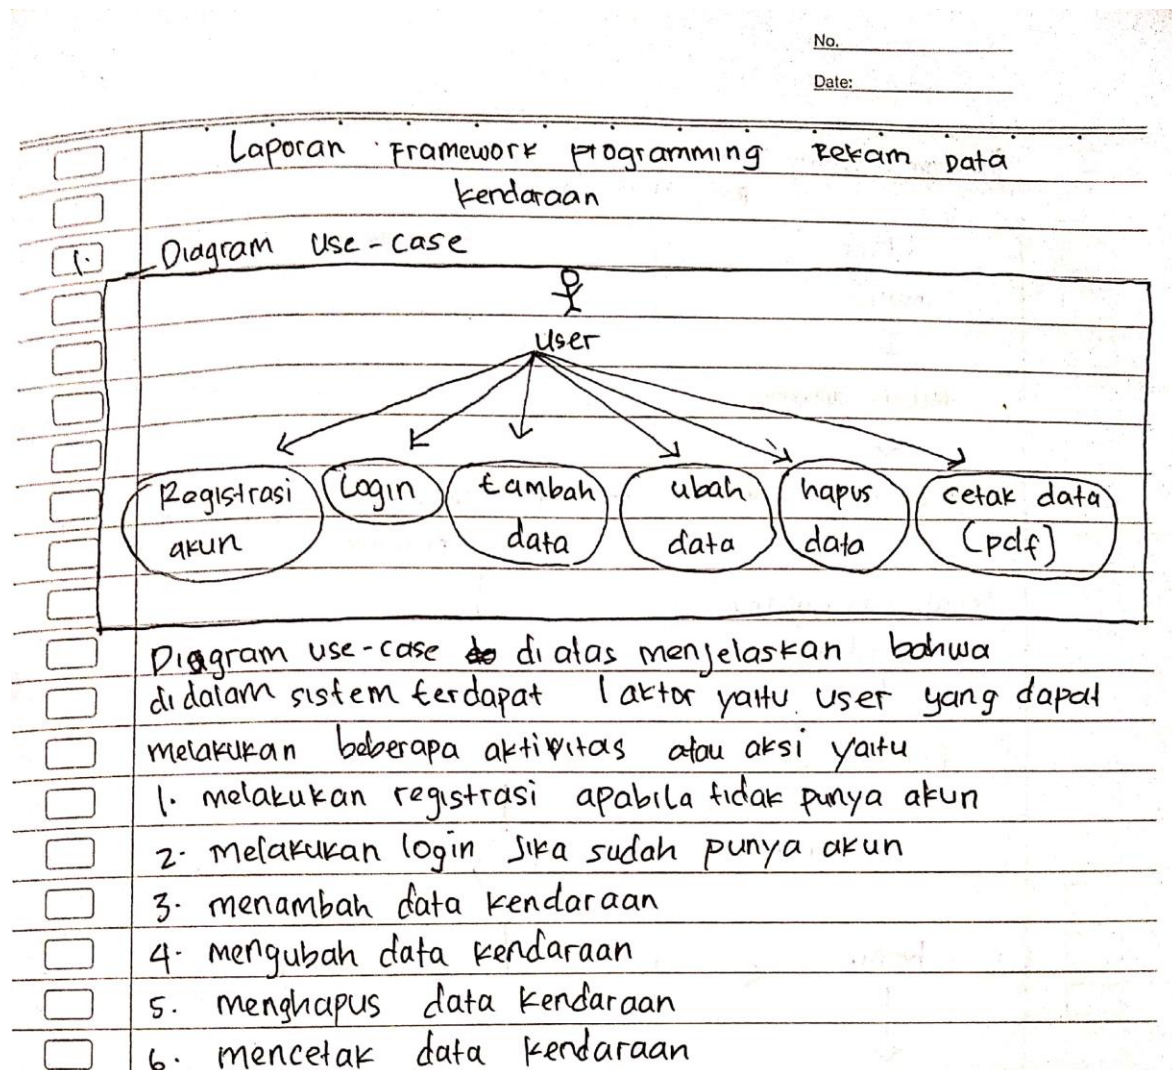 No.
Date:
Laporan Framework Programming Rekam Data
kendaraan
1. Diagram use-case
user
Registrasi akun
Login
tambah data
ubah data
hapus data
cetak data (pdf)
Diagram use-case di atas menjelaskan bahwa
didalam sistem terdapat 1 aktor yaitu user yang dapat
melakukan beberapa aktivitas atau aksi yaitu
1. melakukan registrasi apabila tidak punya akun
2. melakukan login jika sudah punya akun
3. menambah data kendaraan
4. mengubah data kendaraan
5. menghapus data kendaraan
6. mencetak data kendaraan